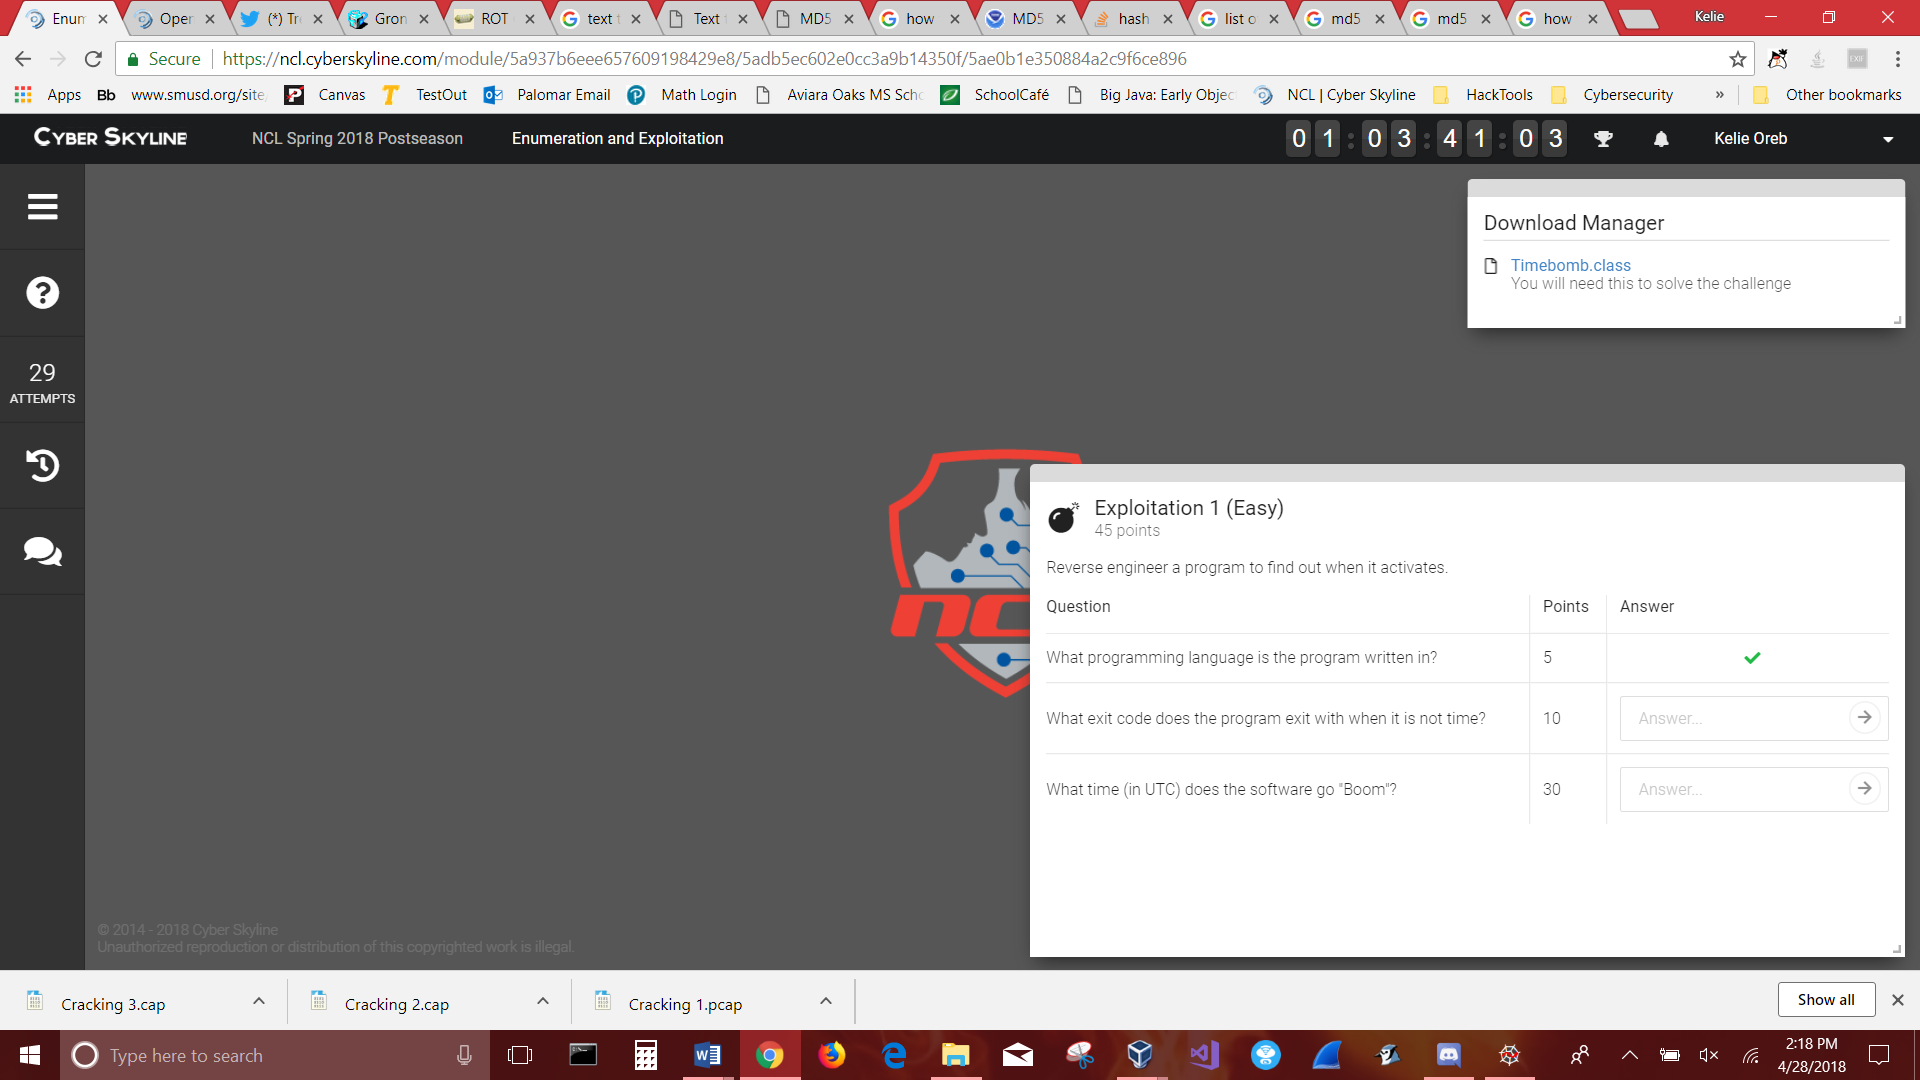 Enum
Oper
(*) Tr
Gron
ROT
text t
Text
MD5
how
MD5
hash
list o
md5
md5
how
Kelie
Secure
https://ncl.cyberskyline.com/module/5a937b6eee657609198429e8/5adb5ec602e0cc3a9b14350f/5ae0b1e350884a2c9f6ce896
Apps
Bb www.smusd.org/site
Canvas
TestOut
Palomar Email
Math Login
Aviara Oaks MS Sch
SchoolCafé
Big Java: Early Objec
NCL | Cyber Skyline
HackTools
Cybersecurity
»
Other bookmarks
CYBER SKYLINE
NCL Spring 2018 Postseason
Enumeration and Exploitation
01:03:41:03
Kelie Oreb
29
ATTEMPTS
Download Manager
Timebomb.class
You will need this to solve the challenge
Exploitation 1 (Easy)
45 points
Reverse engineer a program to find out when it activates.
Question Points Answer
What programming language is the program written in? 5
What exit code does the program exit with when it is not time? 10 Answer...
What time (in UTC) does the software go "Boom"? 30 Answer...
© 2014 - 2018 Cyber Skyline
Unauthorized reproduction or distribution of this copyrighted work is illegal.
Cracking 3.cap
Cracking 2.cap
Cracking 1.pcap
Show all
Type here to search
2:18 PM
4/28/2018